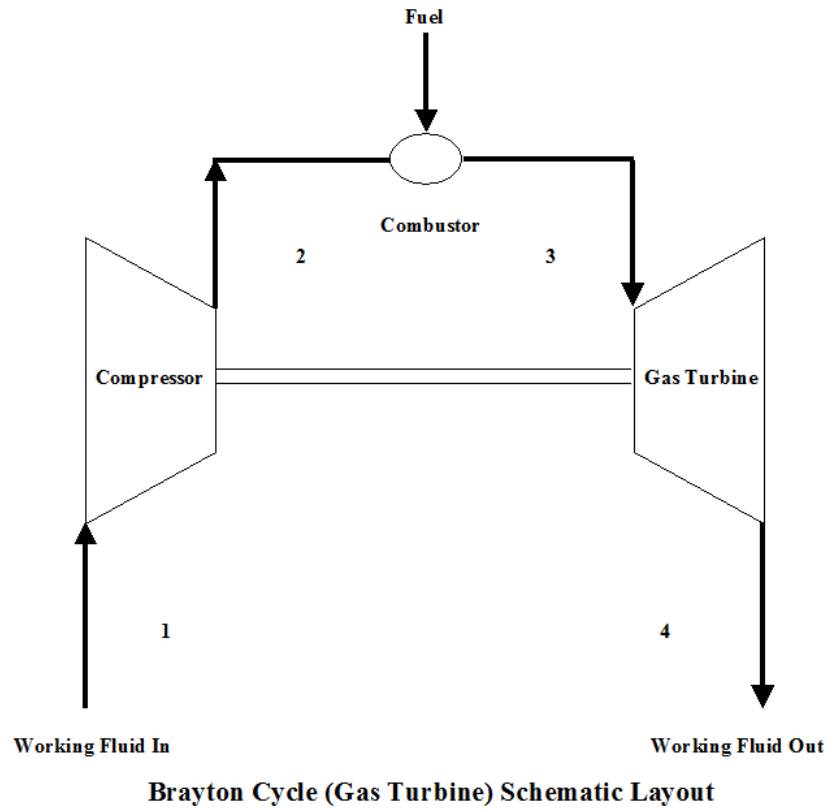 Fuel
Combustor
2
3
Compressor
Gas Turbine
1
4
Working Fluid In
Working Fluid Out
Brayton Cycle (Gas Turbine) Schematic Layout